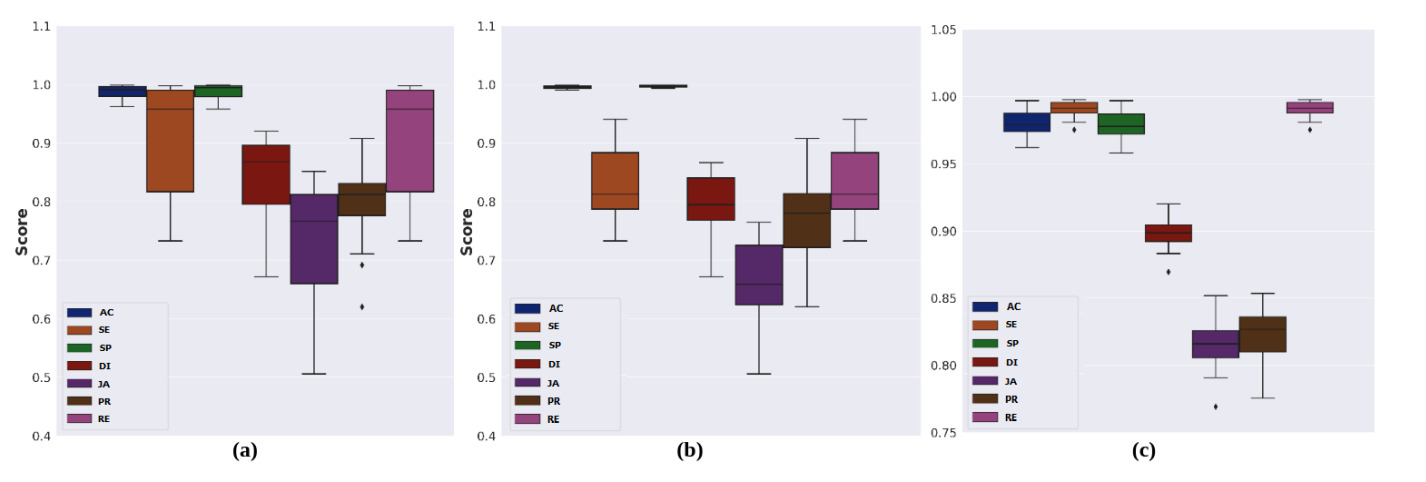 1.1
1.0
0.9
0.8
0.7
0.6
0.5
0.4
Score
AC
SE
SP
DI
JA
PR
RE
(a)
1.1
1.0
0.9
0.8
0.7
0.6
0.5
0.4
Score
AC
SE
SP
DI
JA
PR
RE
(b)
1.05
1.00
0.95
0.90
0.85
0.80
0.75
AC
SE
SP
DI
JA
PR
RE
(c)